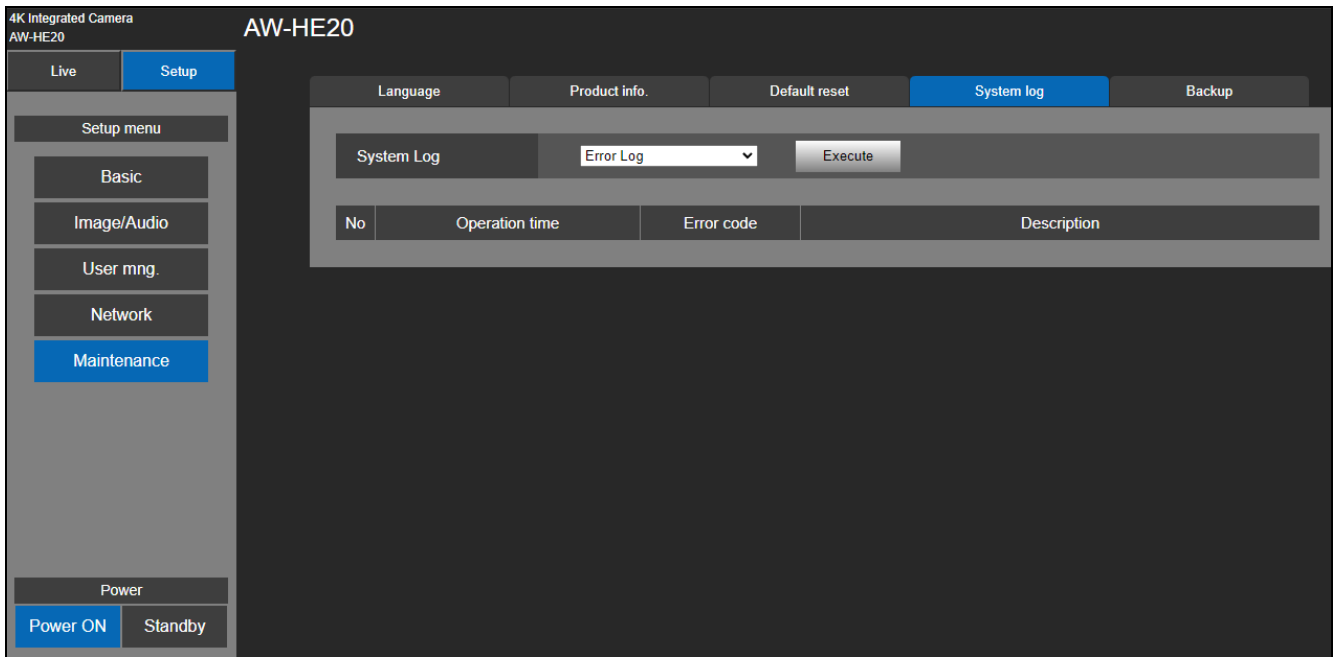 4K Integrated Camera
AW-HE20
AW-HE20
Live Setup
Language Product info. Default reset System log Backup
Setup menu
System Log Error Log Execute
Basic
Image/Audio
No Operation time Error code Description
User mng.
Network
Maintenance
Power
Power ON Standby